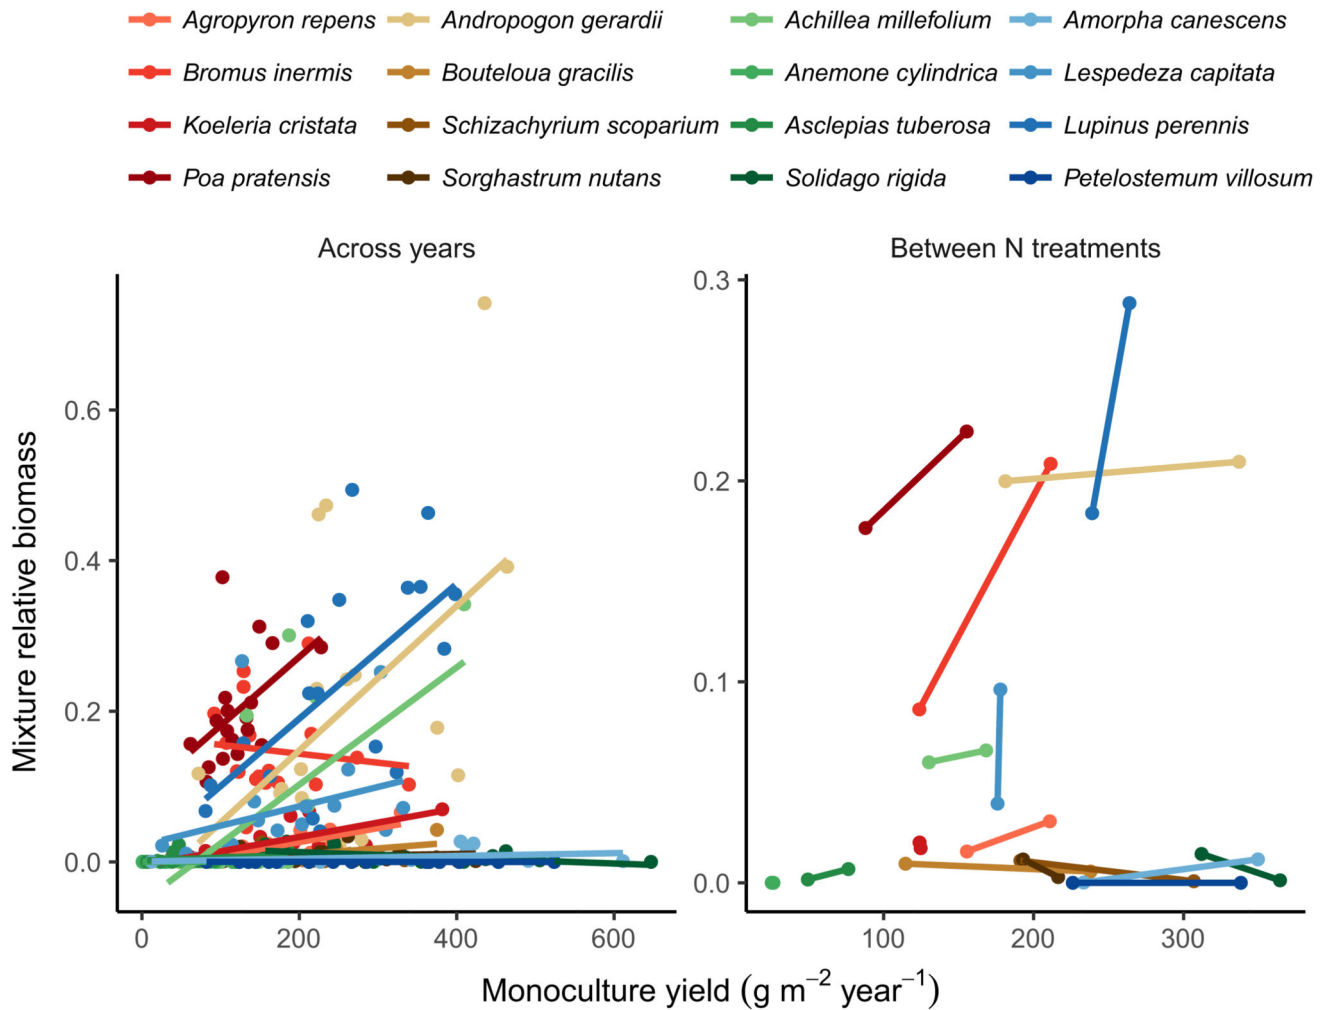 Agropyron repens Andropogon gerardii Achillea millefolium Amorpha canescens
Bromus inermis Bouteloua gracilis Anemone cylindrica Lespedeza capitata
Koeleria cristata Schizachyrium scoparium Asclepias tuberosa Lupinus perennis
Poa pratensis Sorghastrum nutans Solidago rigida Petelostemum villosum
Across years
Between N treatments
Mixture relative biomass
0.6
0.4
0.2
0.0
0 200 400 600
0.3
0.2
0.1
0.0
100 200 300
Monoculture yield (g m⁻² year⁻¹)